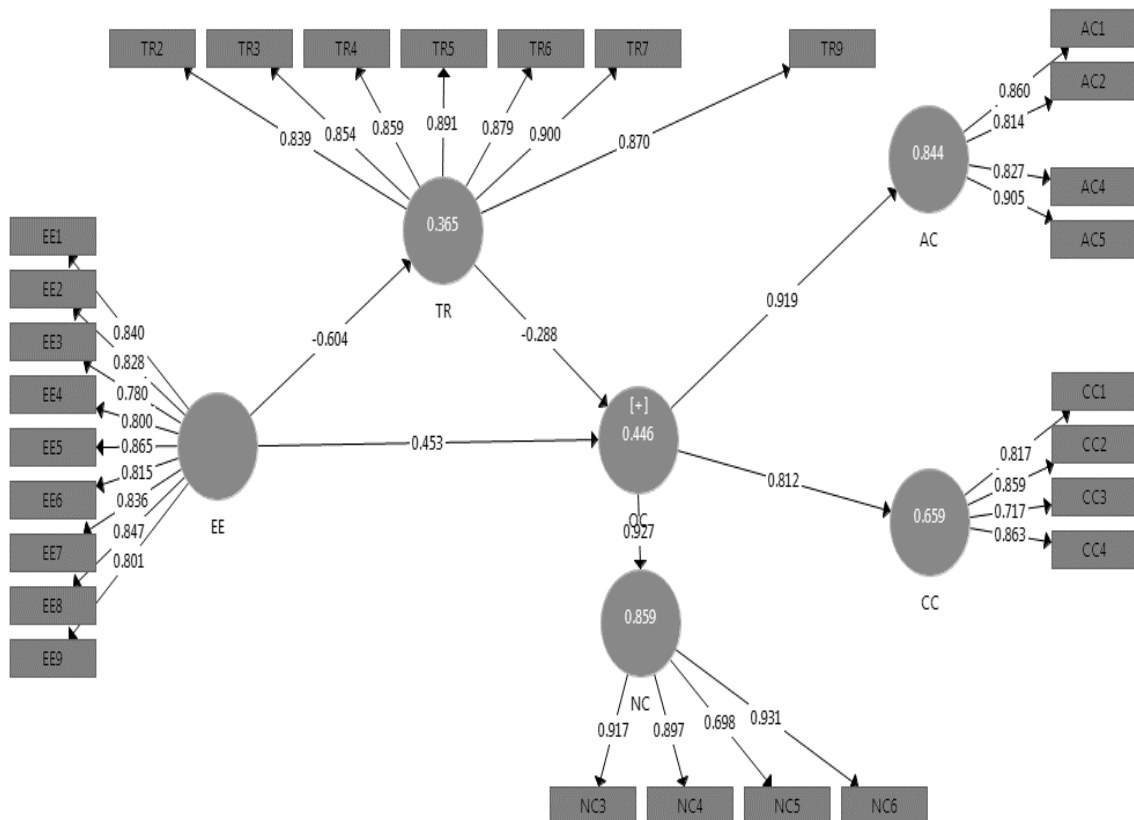 TR2 TR3 TR4 TR5 TR6 TR7 TR9
0.839 0.854 0.859 0.891 0.879 0.900 0.870
0.365
TR
AC1
AC2
AC4
AC5
0.860
0.814
0.827
0.905
0.844
AC
EE1
EE2
EE3
EE4
EE5
EE6
EE7
EE8
EE9
0.840
0.828
0.780
0.800
0.865
0.815
0.836
0.847
0.801
EE
-0.604
-0.288
0.453
[+]
0.446
OC
0.919
0.812
0.927
CC1
CC2
CC3
CC4
0.817
0.859
0.717
0.863
0.659
CC
0.859
NC
0.917 0.897 0.698 0.931
NC3 NC4 NC5 NC6